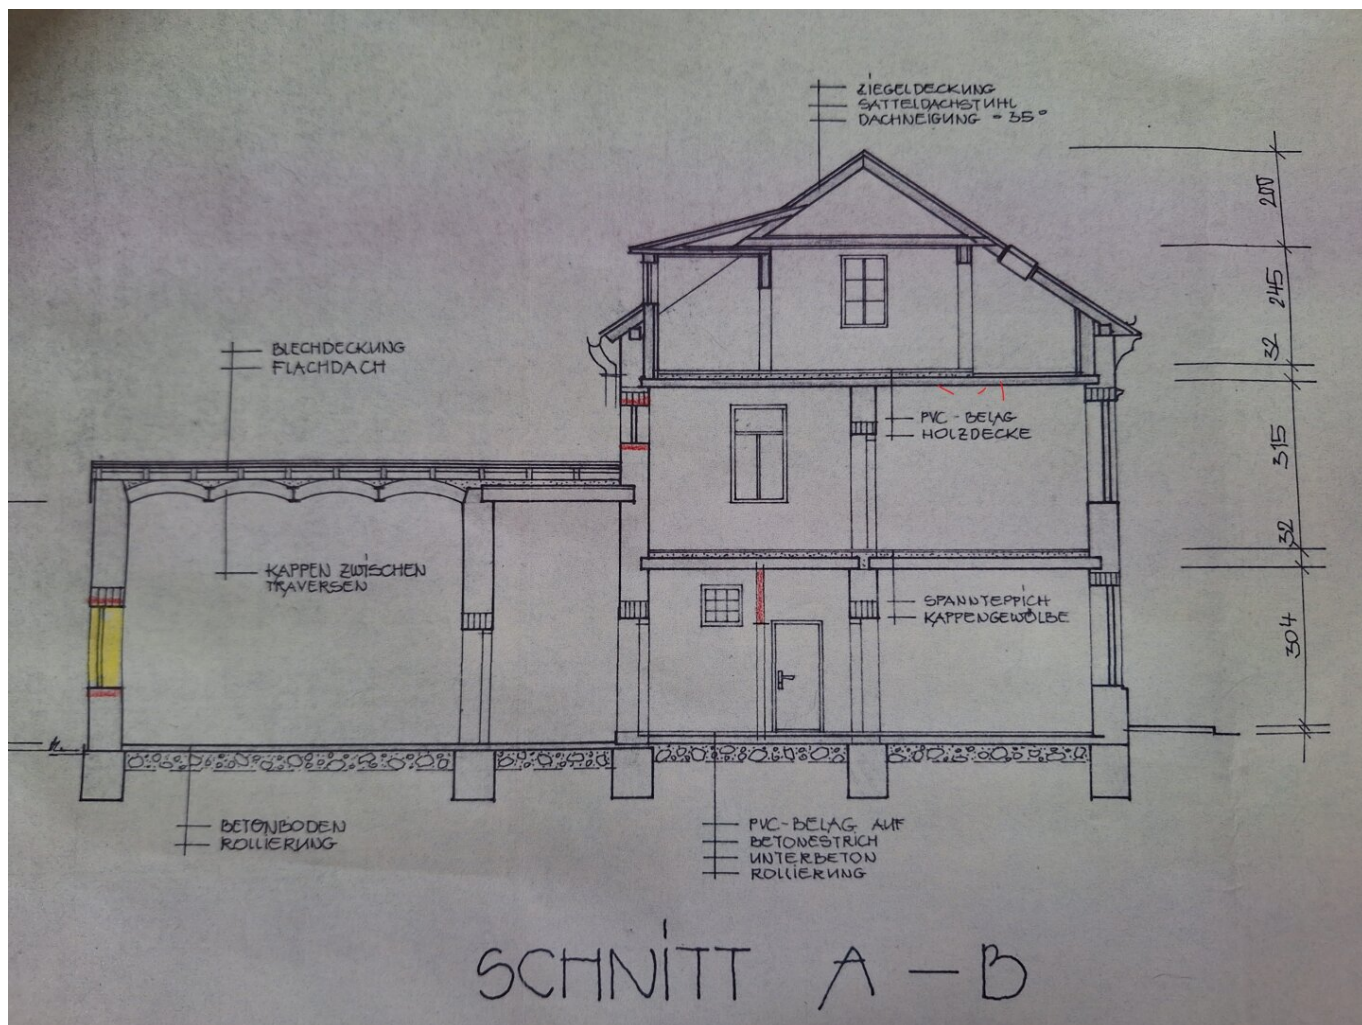 ZIEGELDECKUNG
SATTELDACHSTUHL
DACHNEIGUNG = 35°
200
245
32
315
32
304
BLECHDECKUNG
FLACHDACH
PVC-BELAG
HOLZDECKE
KAPPEN ZWISCHEN
TRAVERSEN
SPANNTEPPICH
KAPPENGEWÖLBE
BETONBODEN
ROLLIERUNG
PVC-BELAG AUF
BETONESTRICH
UNTERBETON
ROLLIERUNG
SCHNITT A-B